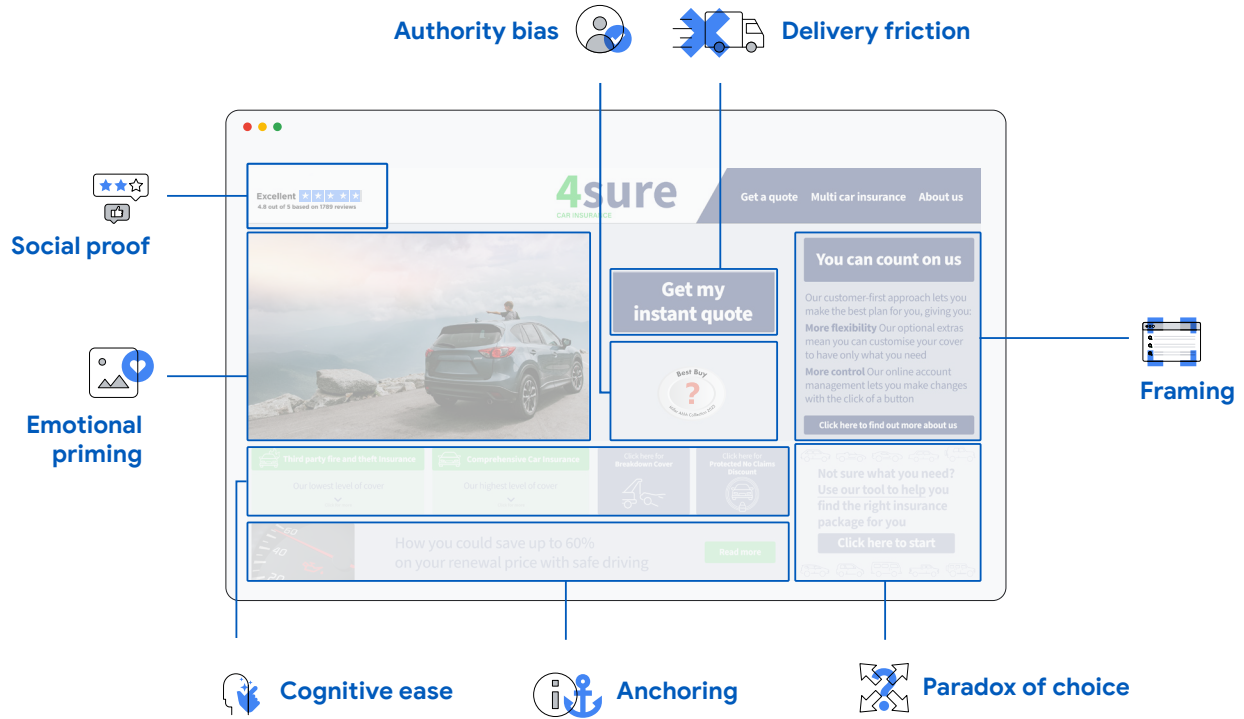 Authority bias
Delivery friction
Social proof
Emotional
priming
Framing
Cognitive ease
Anchoring
Paradox of choice
Excellent
4.8 out of 5 based on 1789 reviews
4sure
CAR INSURANCE
Get a quote Multi car insurance About us
Get my
instant quote
Best Buy
?
You can count on us
Our customer-first approach lets you
make the best plan for you, giving you:
More flexibility Our optional extras
mean you can customise your cover
to have only what you need
More control Our online account
management lets you make changes
with the click of a button
Click here to find out more about us
Third party fire and theft Insurance
Our lowest level of cover
Comprehensive Car Insurance
Our highest level of cover
Click here for
Breakdown Cover
Click here for
Protected No Claims
Discount
Not sure what you need?
Use our tool to help you
find the right insurance
package for you
Click here to start
60
40
20
How you could save up to 60%
on your renewal price with safe driving
Read more